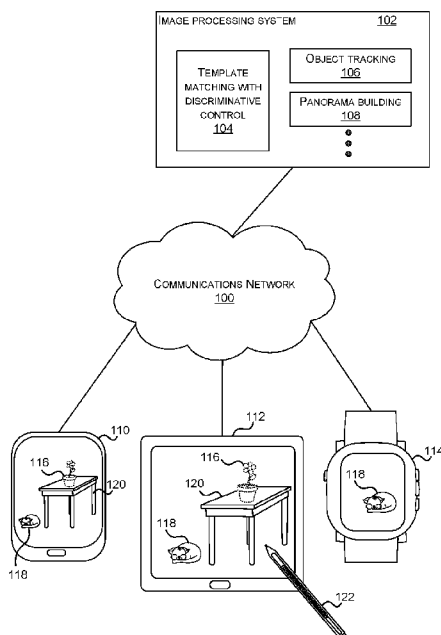 IMAGE PROCESSING SYSTEM 102
TEMPLATE
MATCHING WITH
DISCRIMINATIVE
CONTROL
104
OBJECT TRACKING
106
PANORAMA BUILDING
108
COMMUNICATIONS NETWORK
100
110
116
120
118
112
116
120
118
122
114
118